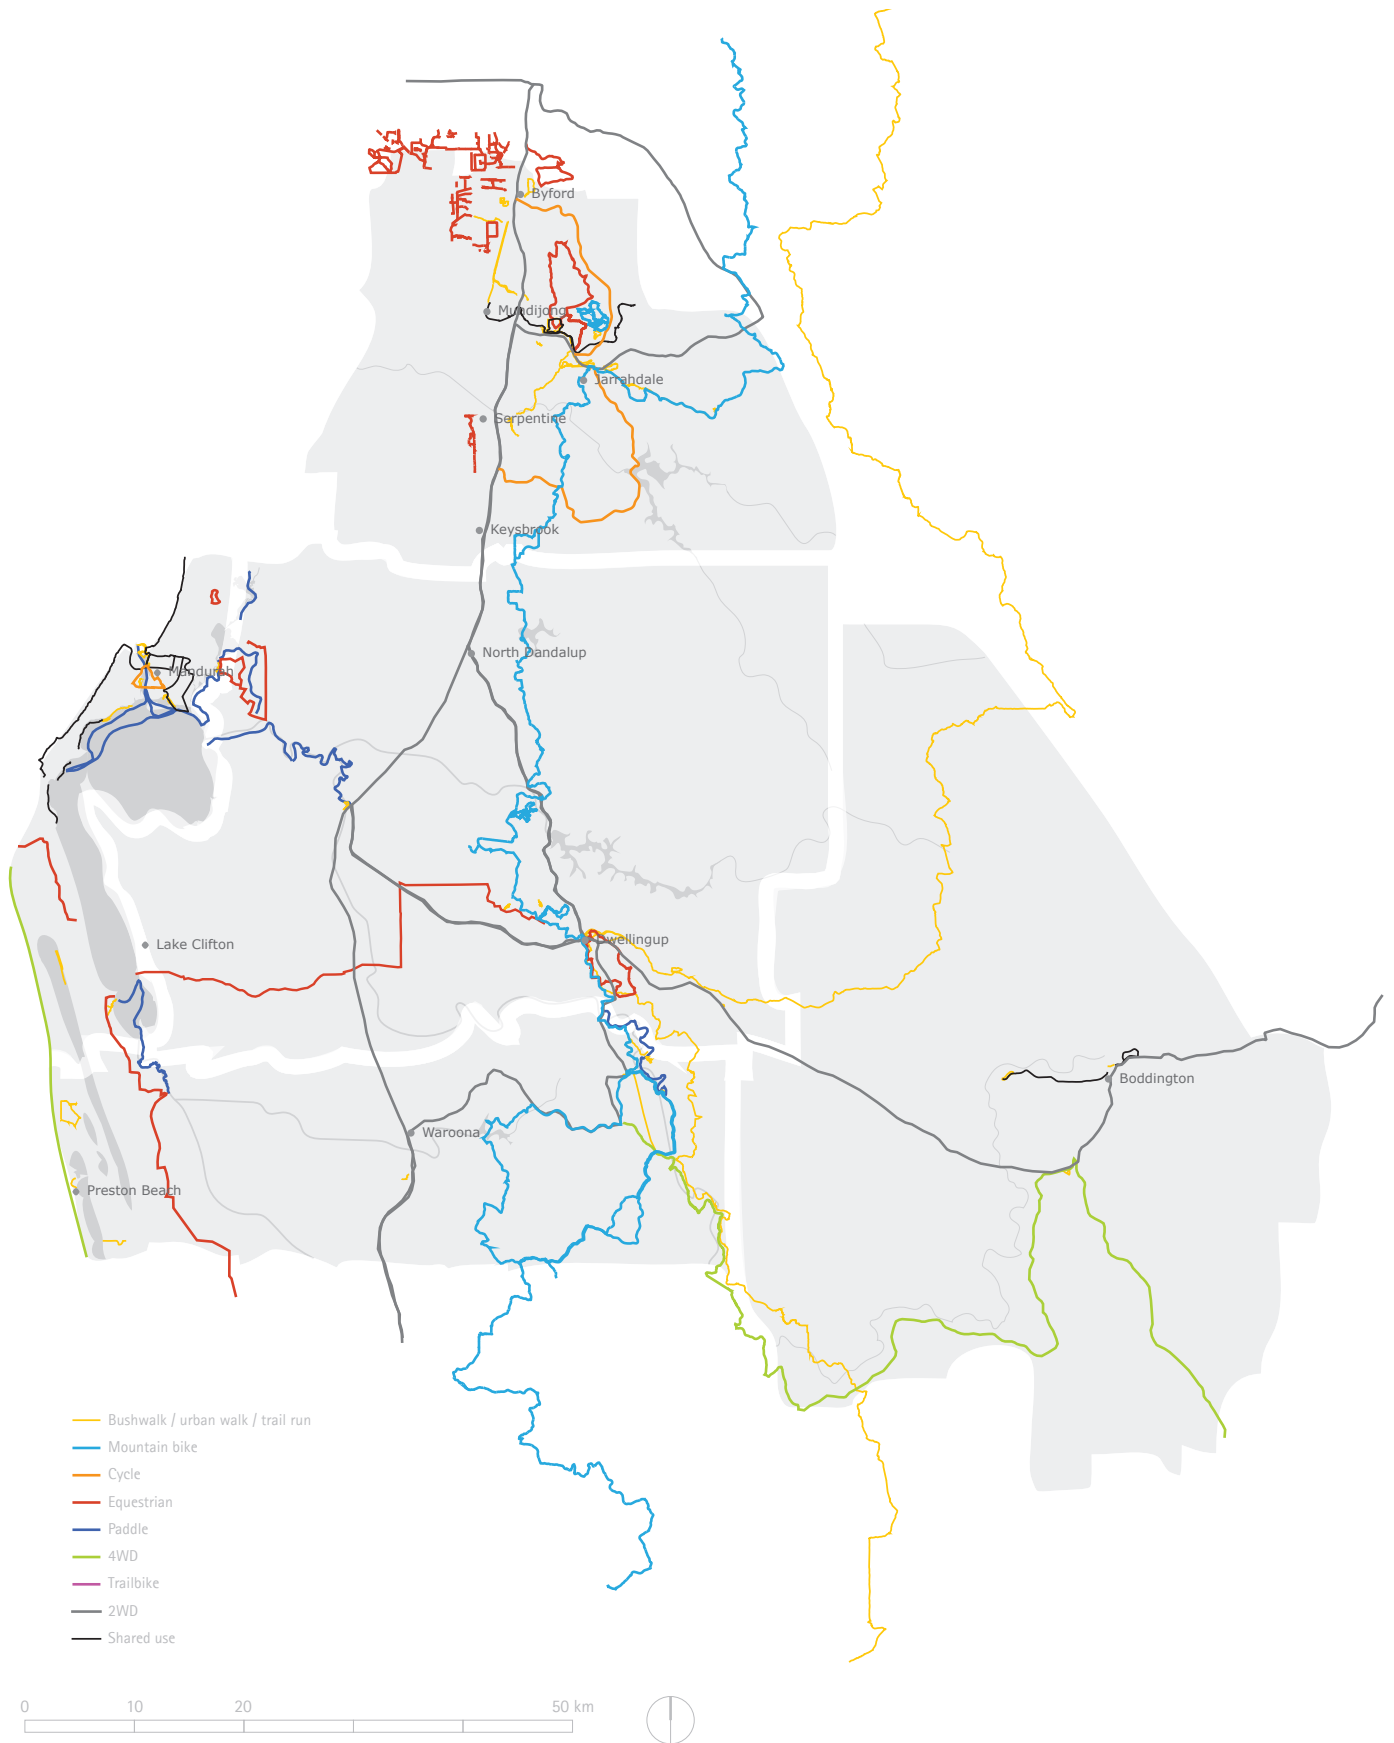 Byford
Mundijong
Jarrahdale
Serpentine
Keysbrook
North Dandalup
Mandurah
Lake Clifton
Dwellingup
Boddington
Waroona
Preston Beach
Bushwalk / urban walk / trail run
Mountain bike
Cycle
Equestrian
Paddle
4WD
Trailbike
2WD
Shared use
0 10 20 50 km